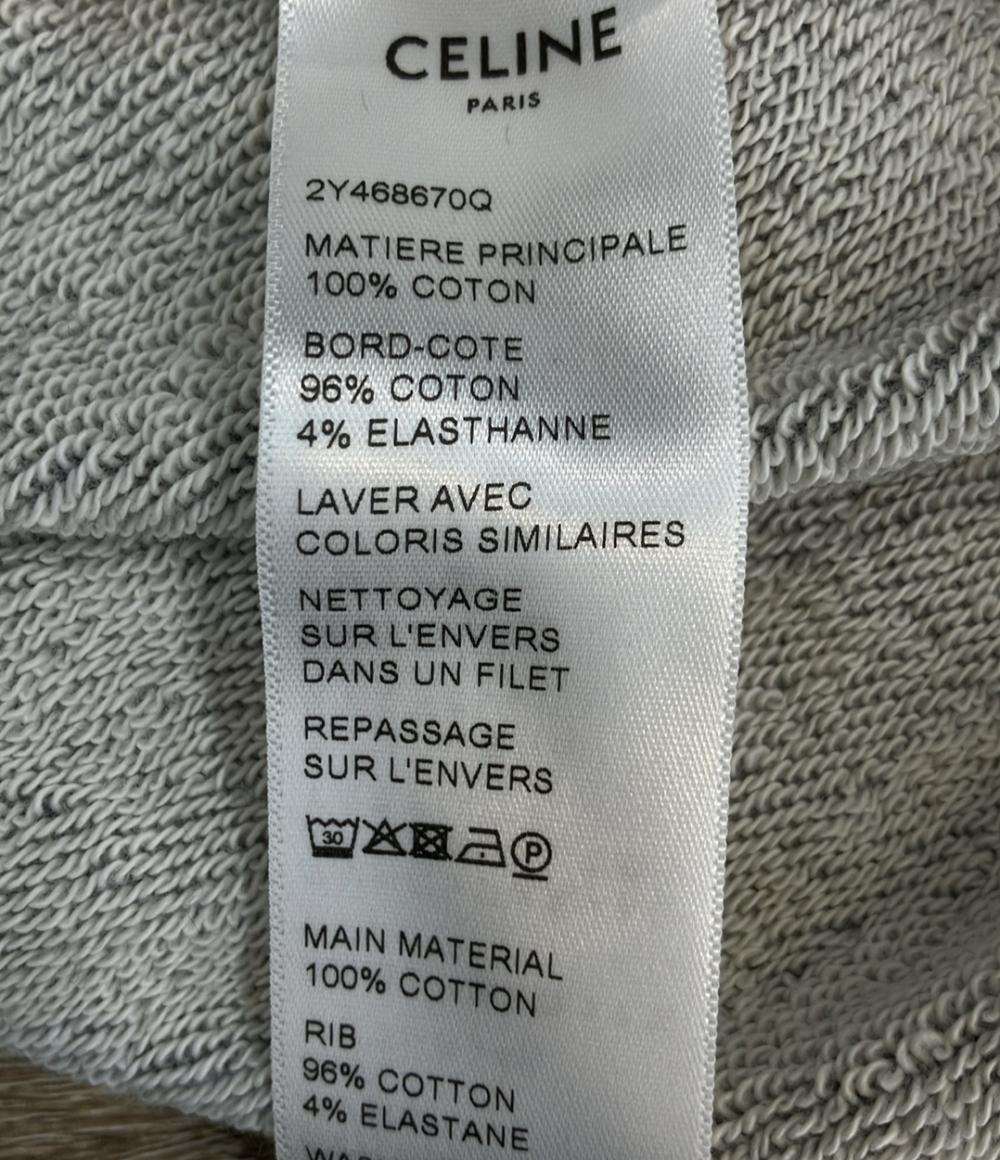 CELINE
PARIS
2Y468670Q
MATIERE PRINCIPALE
100% COTON
BORD-COTE
96% COTON
4% ELASTHANNE
LAVER AVEC
COLORIS SIMILAIRES
NETTOYAGE
SUR L'ENVERS
DANS UN FILET
REPASSAGE
SUR L'ENVERS
30 P
MAIN MATERIAL
100% COTTON
RIB
96% COTTON
4% ELASTANE